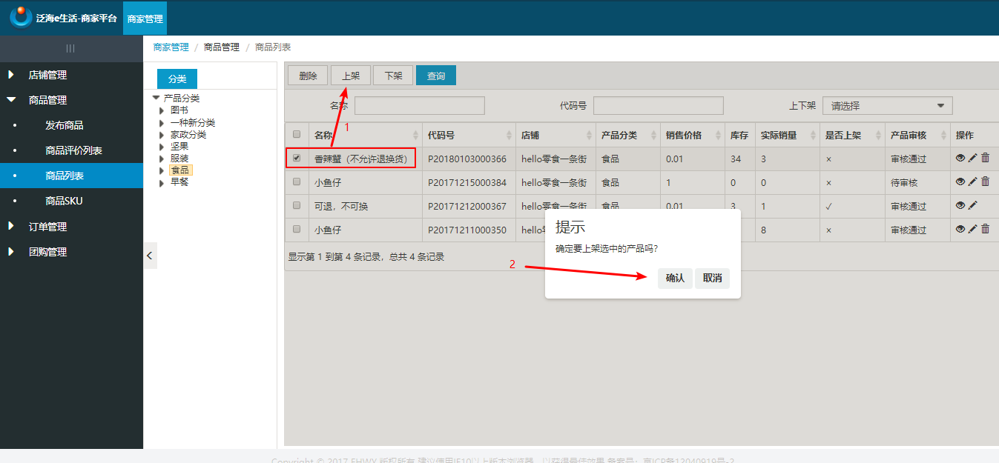 泛海e生活-商家平台 商家管理
商家管理 / 商品管理 / 商品列表
店铺管理
商品管理
发布商品
商品评价列表
商品列表
商品SKU
订单管理
团购管理
分类
产品分类
图书
一种新分类
家政分类
坚果
服装
食品
早餐
删除 上架 下架 查询
名称 代码号 上下架 请选择
1
名称 代码号 店铺 产品分类 销售价格 库存 实际销量 是否上架 产品审核 操作
香辣蟹（不允许退换货） P20180103000366 hello零食一条街 食品 0.01 34 3 × 审核通过
小鱼仔 P20171215000384 hello零食一条街 食品 1 0 0 × 待审核
可退，不可换 P20171212000367 hello零食一条街 食品 0.01 3 1 ✓ 审核通过
小鱼仔 P20171211000350 hello 8 × 审核通过
显示第 1 到第 4 条记录，总共 4 条记录
提示
确定要上架选中的产品吗?
2
确认 取消
Copyright © 2017 FHWY 版权所有 建议使用IE10以上版本浏览器，以获得最佳效果 备案号：京ICP备12040919号-2